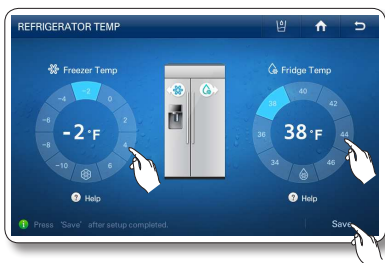 REFRIGERATOR TEMP
Freezer Temp
Fridge Temp
-4
-2
0
-6
2
-8
4
-10
6
-2°F
38
40
42
36
44
34
46
38°F
? Help
? Help
i Press 'Save' after setup completed.
Save